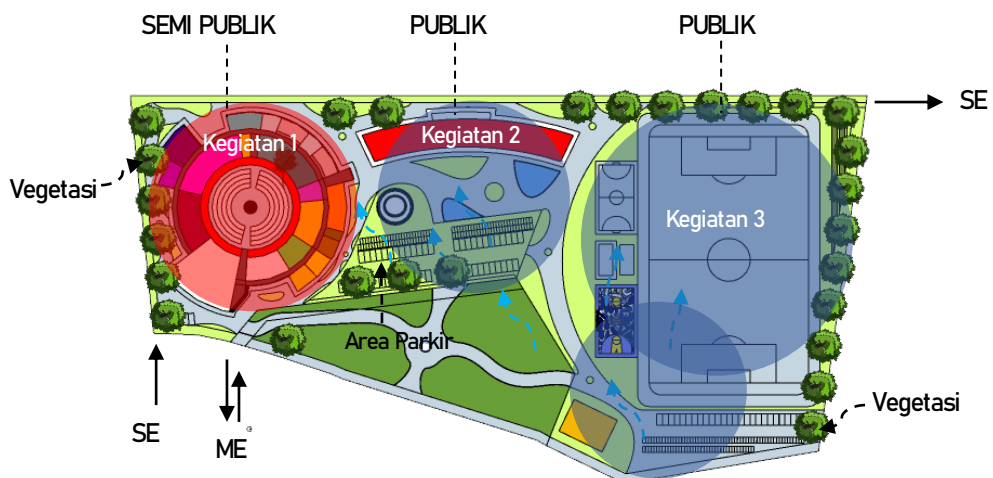 SEMI PUBLIK
PUBLIK
PUBLIK
SE
Kegiatan 1
Kegiatan 2
Vegetasi
Kegiatan 3
Area Parkir
Vegetasi
SE
ME